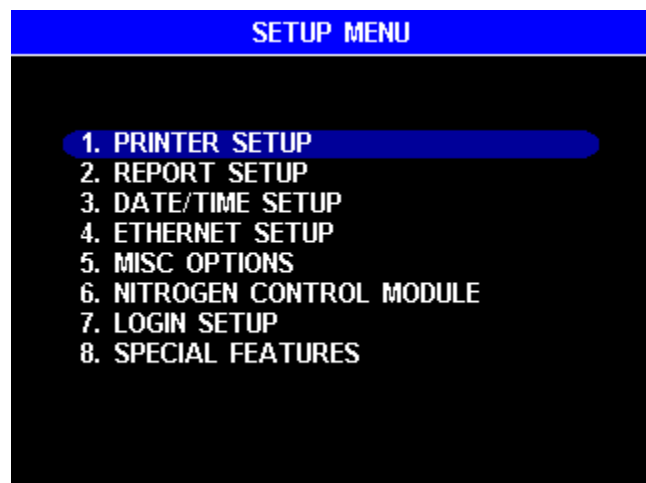 SETUP MENU
1. PRINTER SETUP
2. REPORT SETUP
3. DATE/TIME SETUP
4. ETHERNET SETUP
5. MISC OPTIONS
6. NITROGEN CONTROL MODULE
7. LOGIN SETUP
8. SPECIAL FEATURES